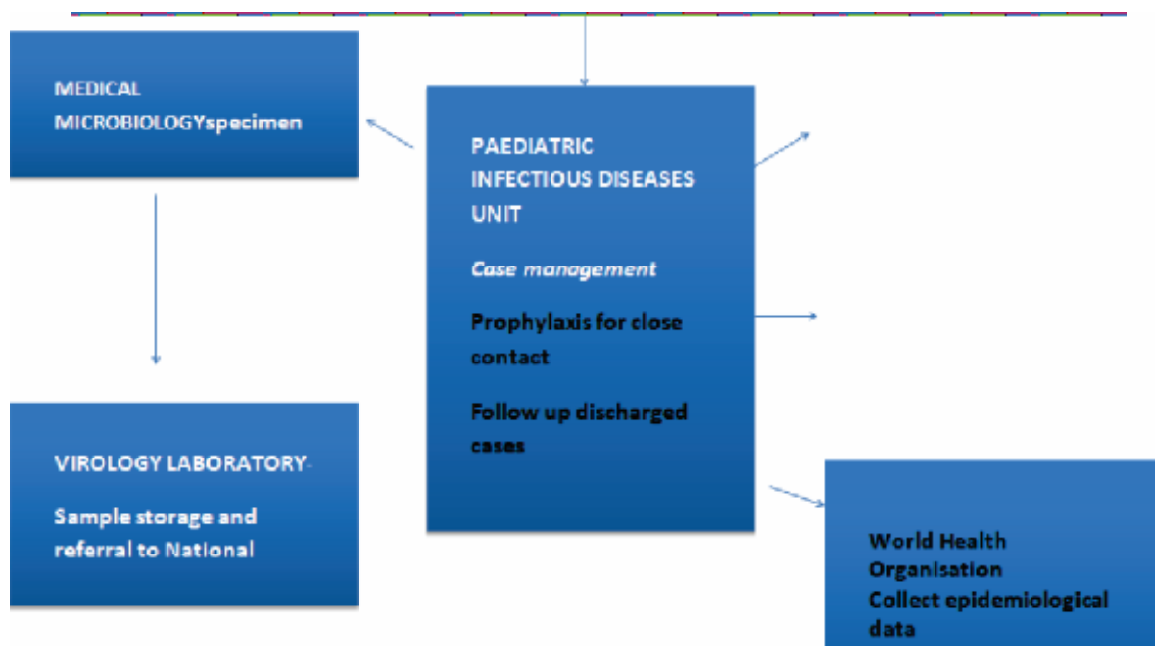 MEDICAL
MICROBIOLOGYspecimen
PAEDIATRIC
INFECTIOUS DISEASES
UNIT
Case management
Prophylaxis for close
contact
Follow up discharged
cases
VIROLOGY LABORATORY-
Sample storage and
referral to National
World Health
Organisation
Collect epidemiological
data